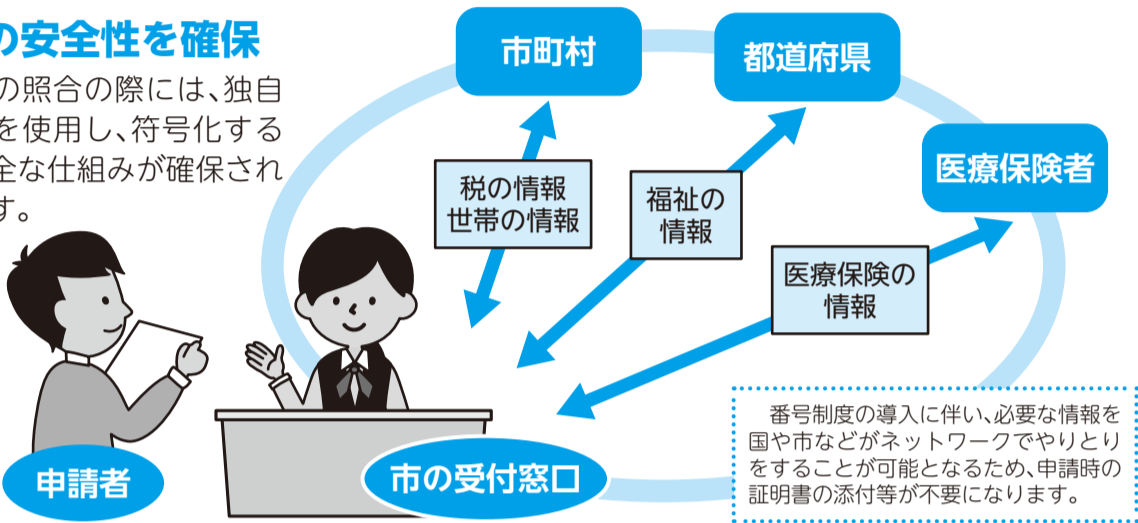 の安全性を確保
の照合の際には、独自
を使用し、符号化する
全な仕組みが確保され
す。
市町村
都道府県
医療保険者
税の情報
世帯の情報
福祉の
情報
医療保険の
情報
申請者
市の受付窓口
番号制度の導入に伴い、必要な情報を
国や市などがネットワークでやりとり
をすることが可能となるため、申請時の
証明書の添付等が不要になります。